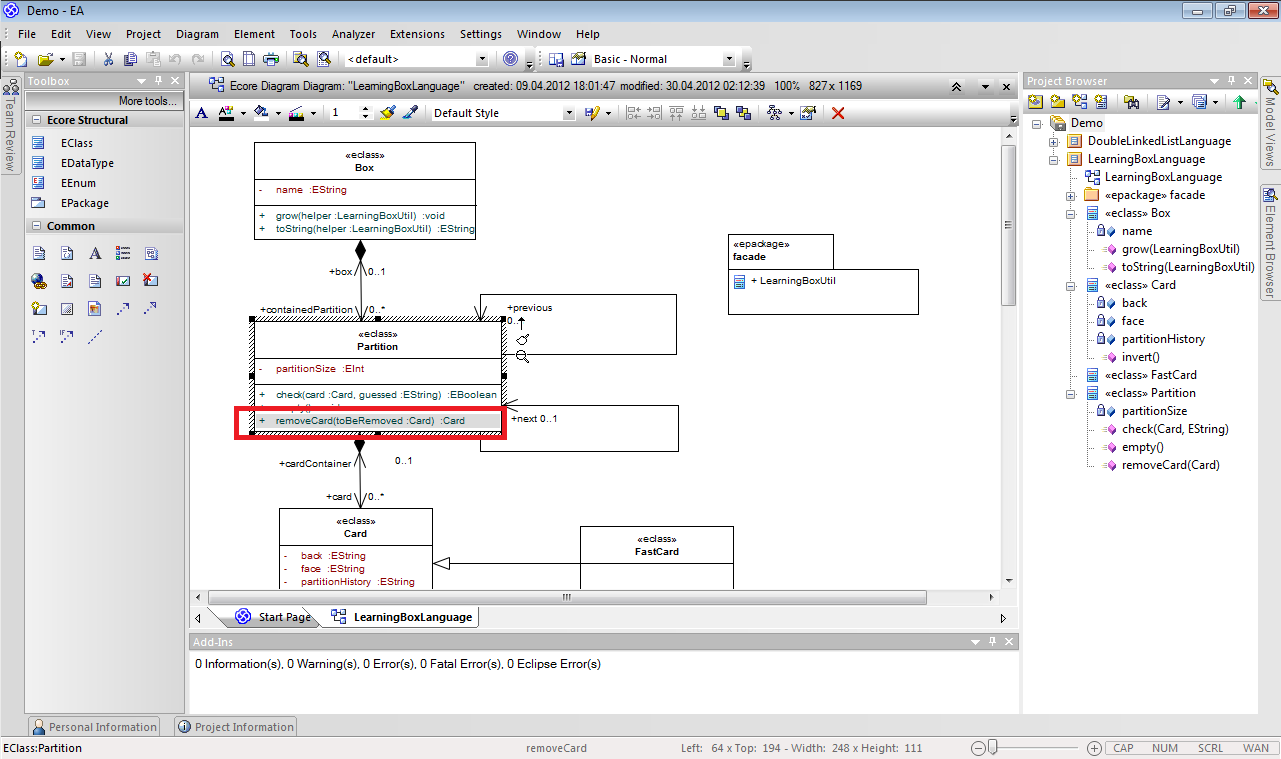 Demo - EA
File Edit View Project Diagram Element Tools Analyzer Extensions Settings Window Help
<default>
Basic - Normal
Team Review
Toolbox
More tools...
Ecore Structural
EClass
EDataType
EEnum
EPackage
Common
Ecore Diagram Diagram: "LearningBoxLanguage" created: 09.04.2012 18:01:47 modified: 30.04.2012 02:12:39 100% 827 x 1169
1
Default Style
«eclass»
Box
- name :EString
+ grow(helper :LearningBoxUtil) :void
+ toString(helper :LearningBoxUtil) :EString
+box 0..1
+containedPartition 0..*
«eclass»
Partition
- partitionSize :EInt
+ check(card :Card, guessed :EString) :EBoolean
+ removeCard(toBeRemoved :Card) :Card
+previous
0..1
+next 0..1
+cardContainer 0..1
+card 0..*
«eclass»
Card
- back :EString
- face :EString
- partitionHistory :EString
«eclass»
FastCard
«epackage»
facade
+ LearningBoxUtil
Start Page
LearningBoxLanguage
Add-Ins
0 Information(s), 0 Warning(s), 0 Error(s), 0 Fatal Error(s), 0 Eclipse Error(s)
Project Browser
Demo
DoubleLinkedListLanguage
LearningBoxLanguage
LearningBoxLanguage
«epackage» facade
«eclass» Box
name
grow(LearningBoxUtil)
toString(LearningBoxUtil)
«eclass» Card
back
face
partitionHistory
invert()
«eclass» FastCard
«eclass» Partition
partitionSize
check(Card, EString)
empty()
removeCard(Card)
Model Views
Element Browser
Personal Information
Project Information
EClass:Partition
removeCard
Left: 64 x Top: 194 - Width: 248 x Height: 111
CAP NUM SCRL WAN